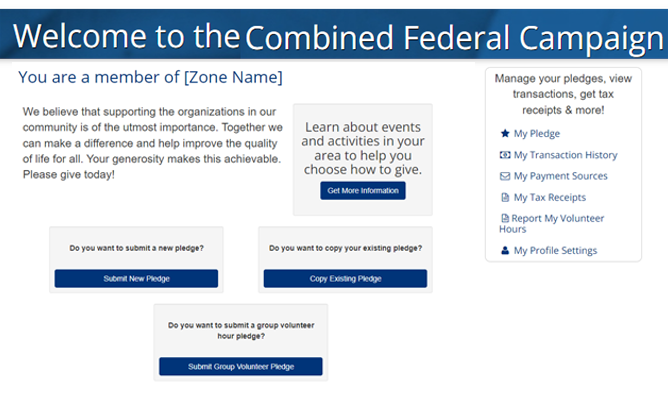 Welcome to the Combined Federal Campaign
You are a member of [Zone Name]
We believe that supporting the organizations in our
community is of the utmost importance. Together we
can make a difference and help improve the quality
of life for all. Your generosity makes this achievable.
Please give today!
Learn about events
and activities in your
area to help you
choose how to give.
Get More Information
Do you want to submit a new pledge?
Submit New Pledge
Do you want to copy your existing pledge?
Copy Existing Pledge
Do you want to submit a group volunteer
hour pledge?
Submit Group Volunteer Pledge
Manage your pledges, view
transactions, get tax
receipts & more!
My Pledge
My Transaction History
My Payment Sources
My Tax Receipts
Report My Volunteer
Hours
My Profile Settings